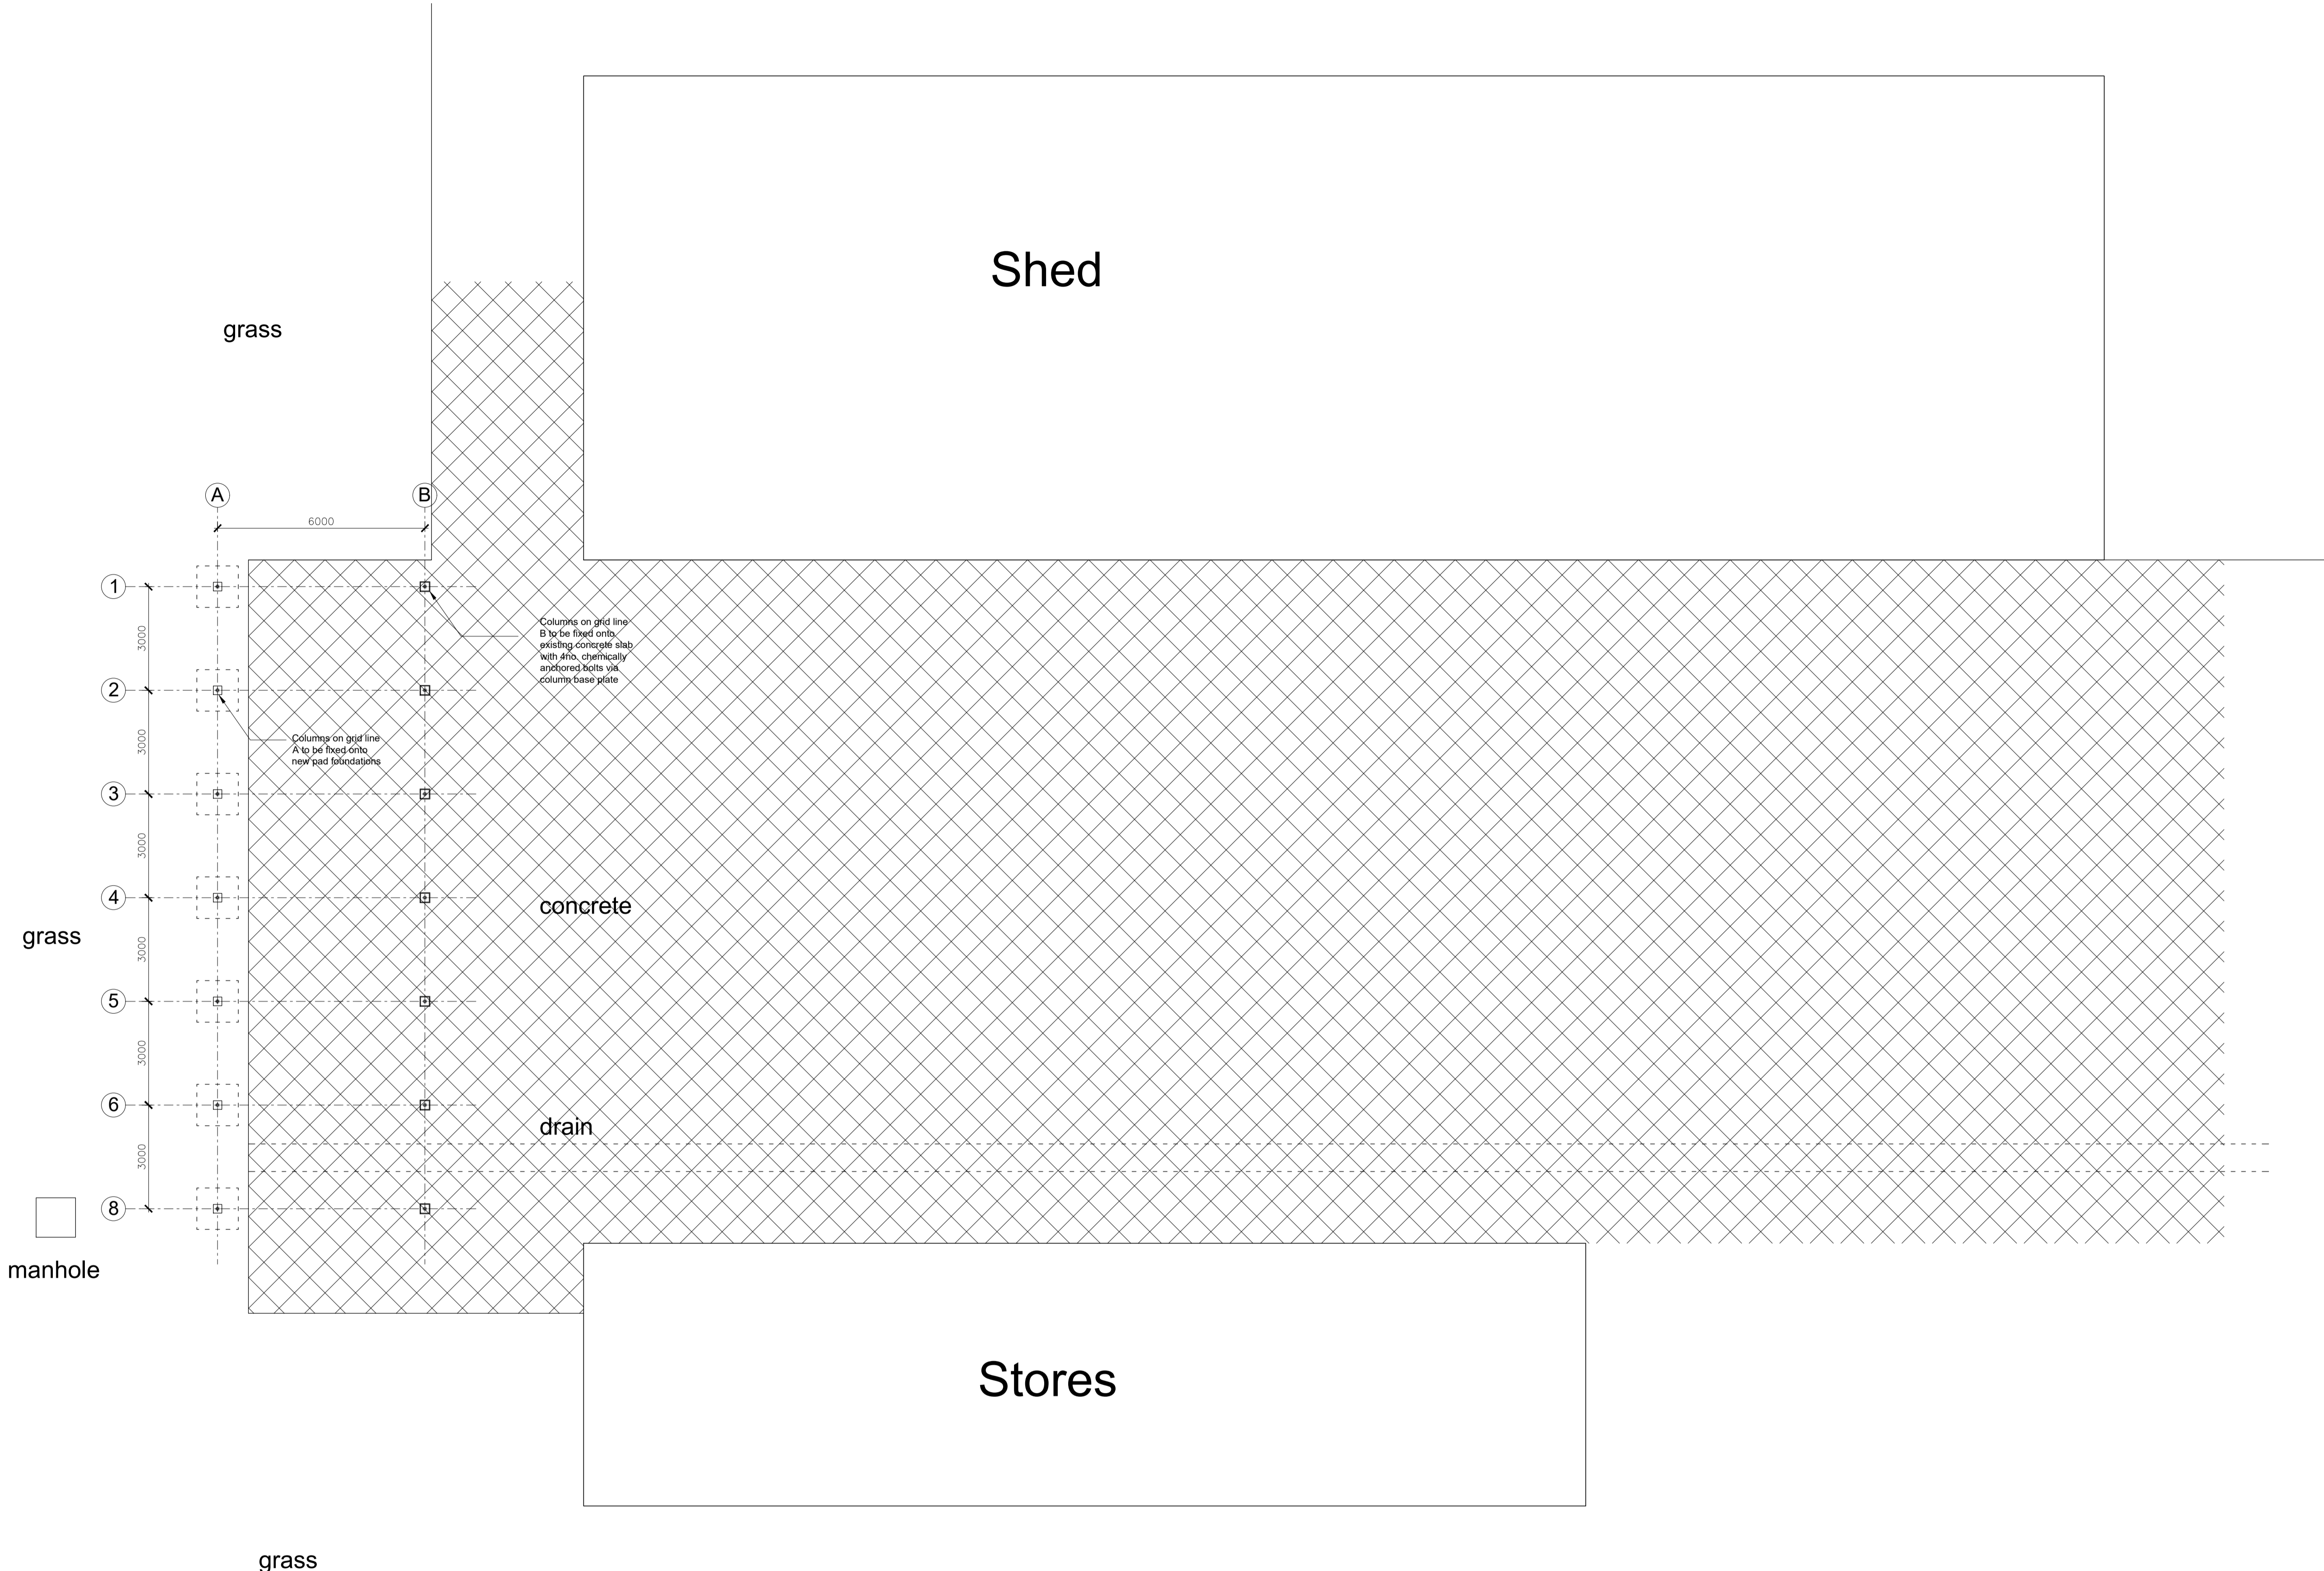 Shed
grass
A
B
6000
1
3000
Columns on grid line
B to be fixed onto
existing concrete slab
with 4no. chemically
anchored bolts via
column base plate
2
3000
Columns on grid line
A to be fixed onto
new pad foundations
3
3000
4
concrete
grass
3000
5
3000
6
drain
3000
8
manhole
Stores
grass